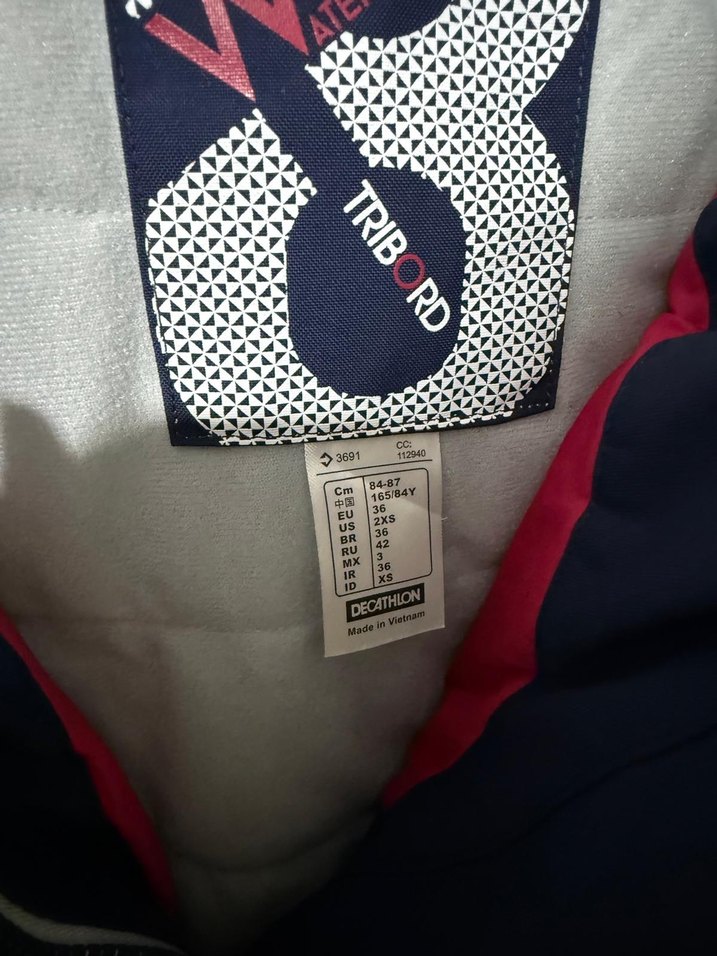 TRIBORD
3691 CC: 112940
Cm 84-87
中国 165/84Y
EU 36
US 2XS
BR 36
RU 42
MX 3
IR 36
ID XS
DECATHLON
Made in Vietnam